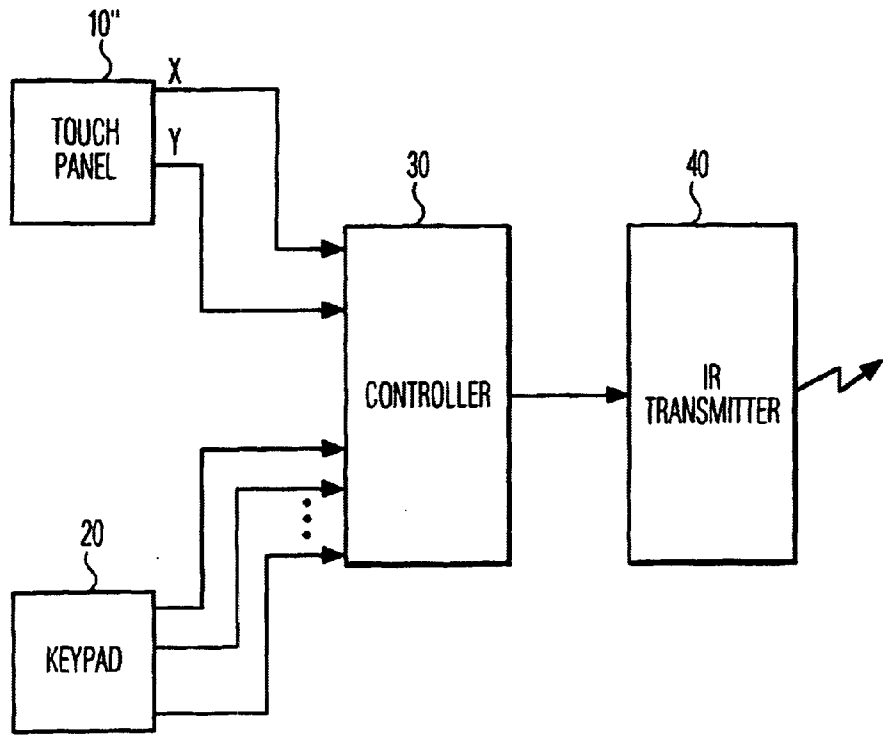 10"
TOUCH
PANEL
X
Y
30
CONTROLLER
40
IR
TRANSMITTER
20
KEYPAD